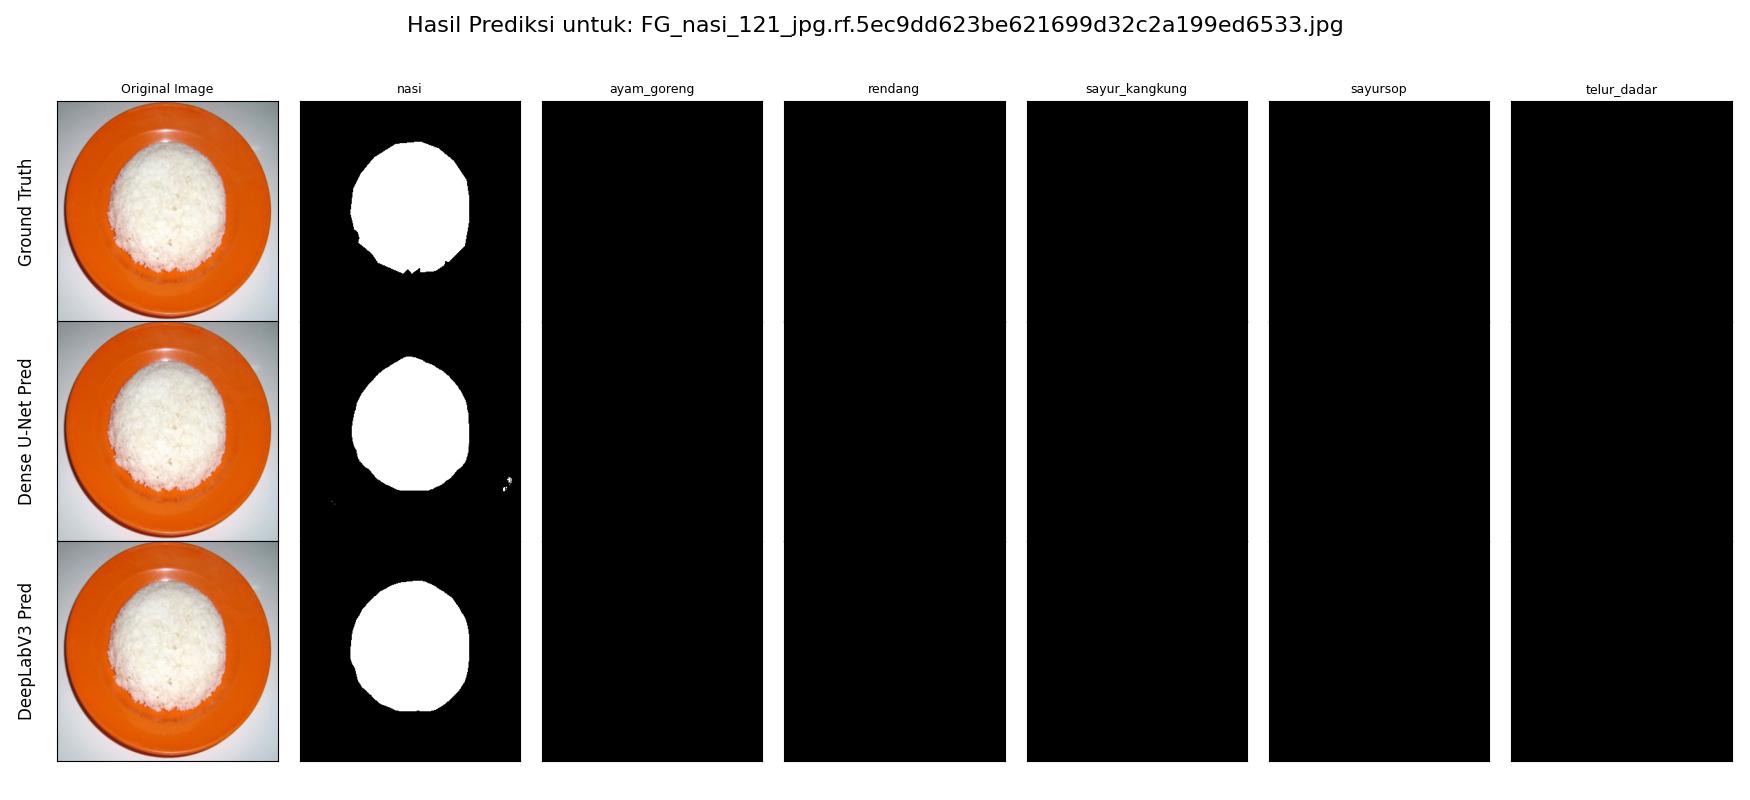 Hasil Prediksi untuk: FG_nasi_121_jpg.rf.5ec9dd623be621699d32c2a199ed6533.jpg
Original Image
nasi
ayam_goreng
rendang
sayur_kangkung
sayursop
telur_dadar
Ground Truth
Dense U-Net Pred
DeepLabV3 Pred